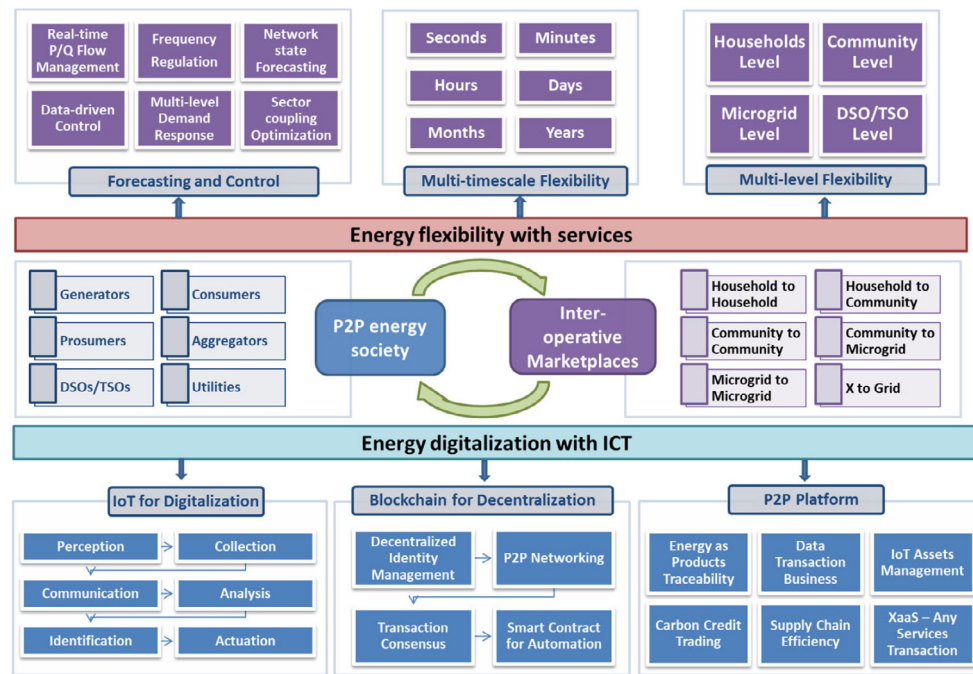 Real-time
P/Q Flow
Management
Frequency
Regulation
Network
state
Forecasting
Data-driven
Control
Multi-level
Demand
Response
Sector
coupling
Optimization
Forecasting and Control
Seconds
Minutes
Hours
Days
Months
Years
Multi-timescale Flexibility
Households
Level
Community
Level
Microgrid
Level
DSO/TSO
Level
Multi-level Flexibility
Energy flexibility with services
Generators
Consumers
Prosumers
Aggregators
DSOs/TSOs
Utilities
P2P energy
society
Inter-
operative
Marketplaces
Household to
Household
Household to
Community
Community to
Community
Community to
Microgrid
Microgrid to
Microgrid
X to Grid
Energy digitalization with ICT
IoT for Digitalization
Perception
Collection
Communication
Analysis
Identification
Actuation
Blockchain for Decentralization
Decentralized
Identity
Management
P2P Networking
Transaction
Consensus
Smart Contract
for Automation
P2P Platform
Energy as
Products
Traceability
Data
Transaction
Business
IoT Assets
Management
Carbon Credit
Trading
Supply Chain
Efficiency
XaaS – Any
Services
Transaction